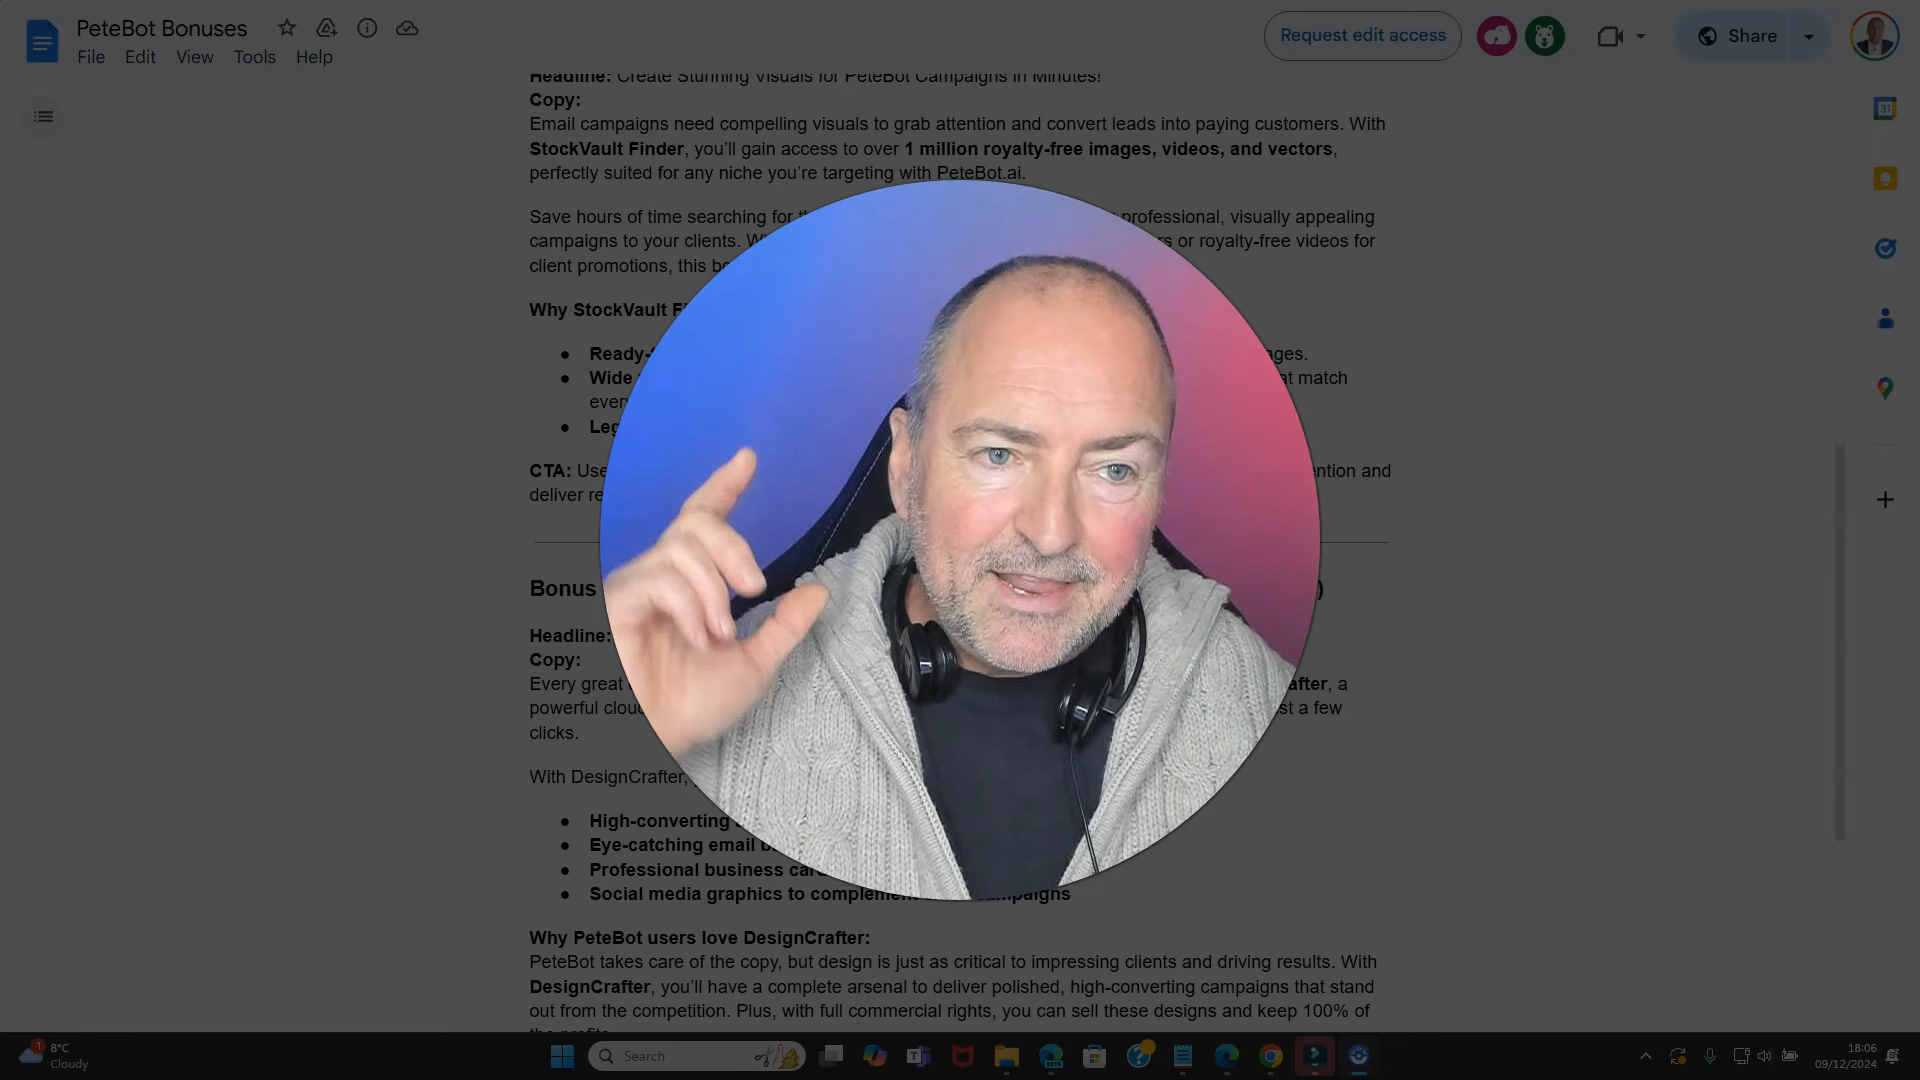 PeteBot Bonuses
File Edit View Tools Help
Request edit access
Share
31
Headline: Create Stunning Visuals for PeteBot Campaigns in Minutes!
Copy:
Email campaigns need compelling visuals to grab attention and convert leads into paying customers. With
StockVault Finder, you’ll gain access to over 1 million royalty-free images, videos, and vectors,
perfectly suited for any niche you’re targeting with PeteBot.ai.
Save hours of time searching for professional, visually appealing
campaigns to your clients. or royalty-free videos for
client promotions, this
Why StockVault
Ready-
Wide at match
CTA: Use and
deliver
Bonus
Headline:
Copy:
Every great a
powerful a few
clicks.
With DesignCrafter,
High-converting
Eye-catching email
Professional business
Social media graphics to complement campaigns
Why PeteBot users love DesignCrafter:
PeteBot takes care of the copy, but design is just as critical to impressing clients and driving results. With
DesignCrafter, you’ll have a complete arsenal to deliver polished, high-converting campaigns that stand
out from the competition. Plus, with full commercial rights, you can sell these designs and keep 100% of
the profits
1
8°C
Cloudy
Search
18:06
09/12/2024